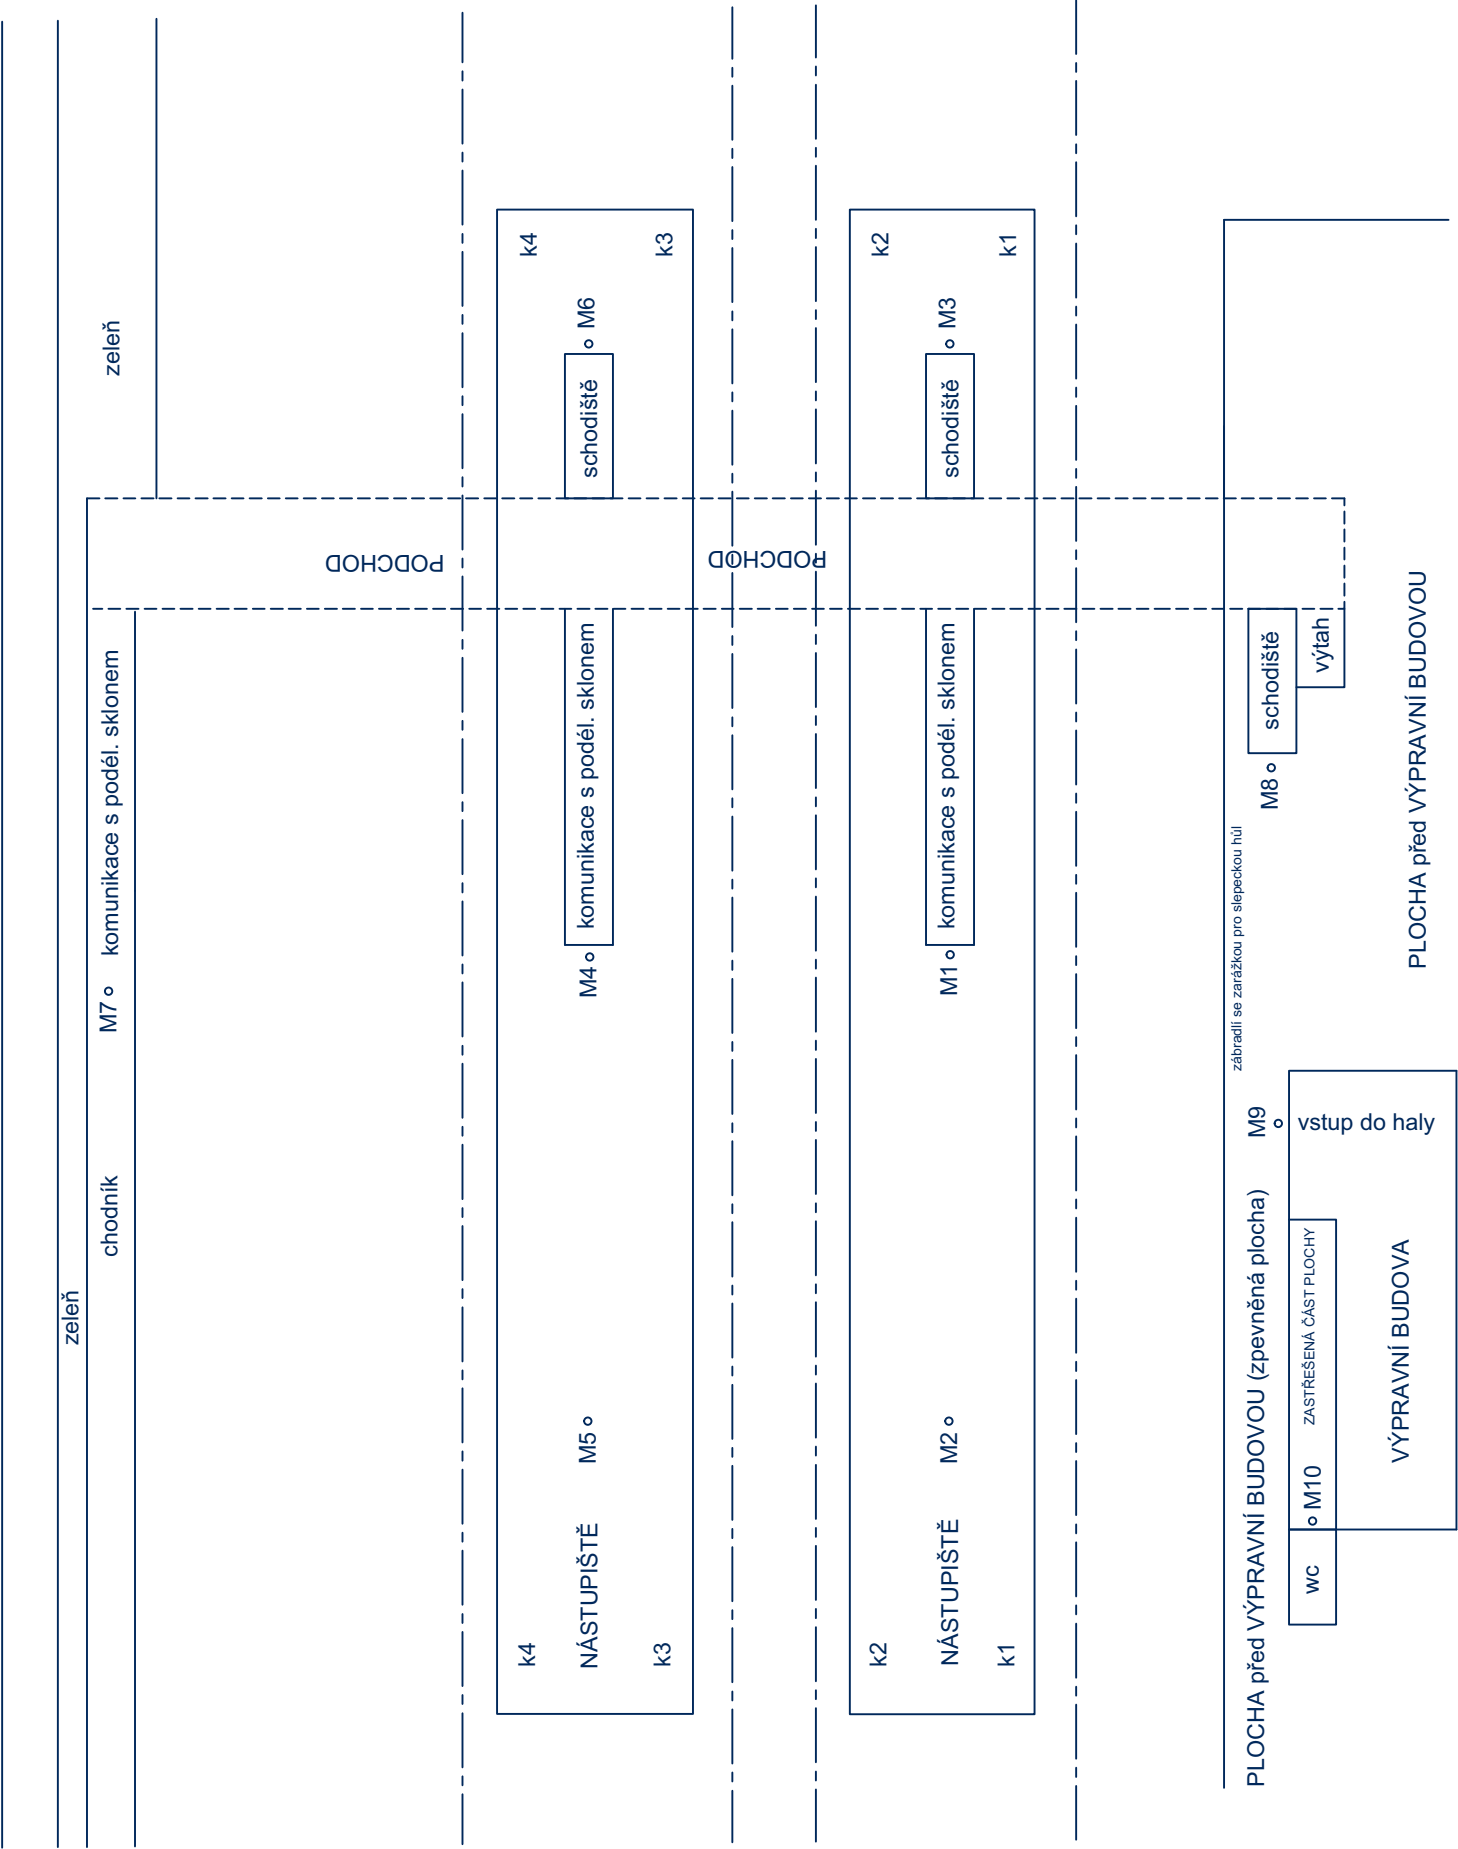 zeleň
zeleň
chodník
M7
komunikace s podél. sklonem
PODCHOD
PODCHOD
k4
k4
NÁSTUPIŠTĚ
M5
M4
komunikace s podél. sklonem
schodiště
M6
k3
k3
k2
k2
NÁSTUPIŠTĚ
M2
M1
komunikace s podél. sklonem
schodiště
M3
k1
k1
zábradlí se zarážkou pro slepeckou hůl
PLOCHA před VÝPRAVNÍ BUDOVOU (zpevněná plocha)
M9
M8
schodiště
výtah
wc
M10
ZASTŘEŠENÁ ČÁST PLOCHY
vstup do haly
VÝPRAVNÍ BUDOVA
PLOCHA před VÝPRAVNÍ BUDOVOU